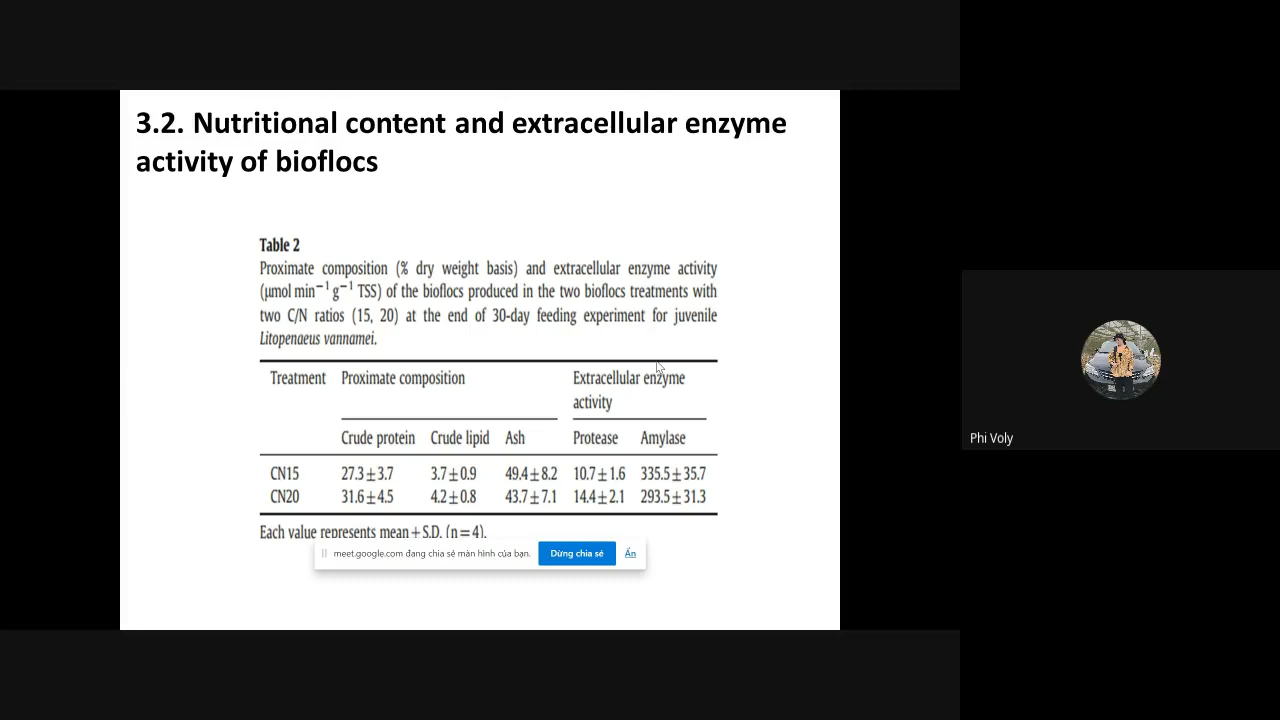 3.2. Nutritional content and extracellular enzyme
activity of bioflocs
Table 2
Proximate composition (% dry weight basis) and extracellular enzyme activity
(μmol min⁻¹ g⁻¹ TSS) of the bioflocs produced in the two bioflocs treatments with
two C/N ratios (15, 20) at the end of 30-day feeding experiment for juvenile
Litopenaeus vannamei.
Treatment Proximate composition Extracellular enzyme
activity
Crude protein Crude lipid Ash Protease Amylase
CN15 27.3±3.7 3.7±0.9 49.4±8.2 10.7±1.6 335.5±35.7
CN20 31.6±4.5 4.2±0.8 43.7±7.1 14.4±2.1 293.5±31.3
Each value represents mean±S.D. (n=4).
meet.google.com đang chia sẻ màn hình của bạn. Dừng chia sẻ Ẩn
Phi Voly